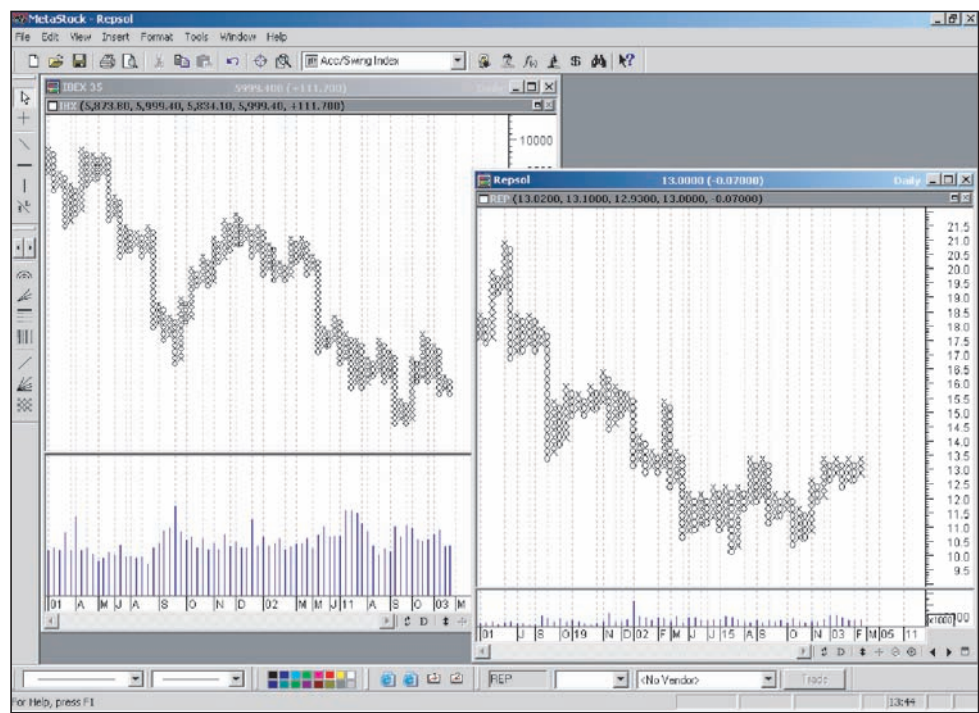 MetaStock - Repsol
File Edit View Insert Format Tools Window Help
Acc/Swing Index
IBEX 35 5999.400 (+111.700) Daily
IBX (5,873.80, 5,999.40, 5,834.10, 5,999.40, +111.700)
10000
Repsol 13.0000 (-0.07000) Daily
REP (13.0200, 13.1000, 12.9300, 13.0000, -0.07000)
21.5
21.0
20.5
20.0
19.5
19.0
18.5
18.0
17.5
17.0
16.5
16.0
15.5
15.0
14.5
14.0
13.5
13.0
12.5
12.0
11.5
11.0
10.5
10.0
9.5
x1000
01 A M J A S O N D 02 M M J 11 A S O 03 M
01 J S O 19 N D 02 F M J J 15 A S O N 03 F M 05 11
REP <No Vendor> Trade
For Help, press F1 13:44